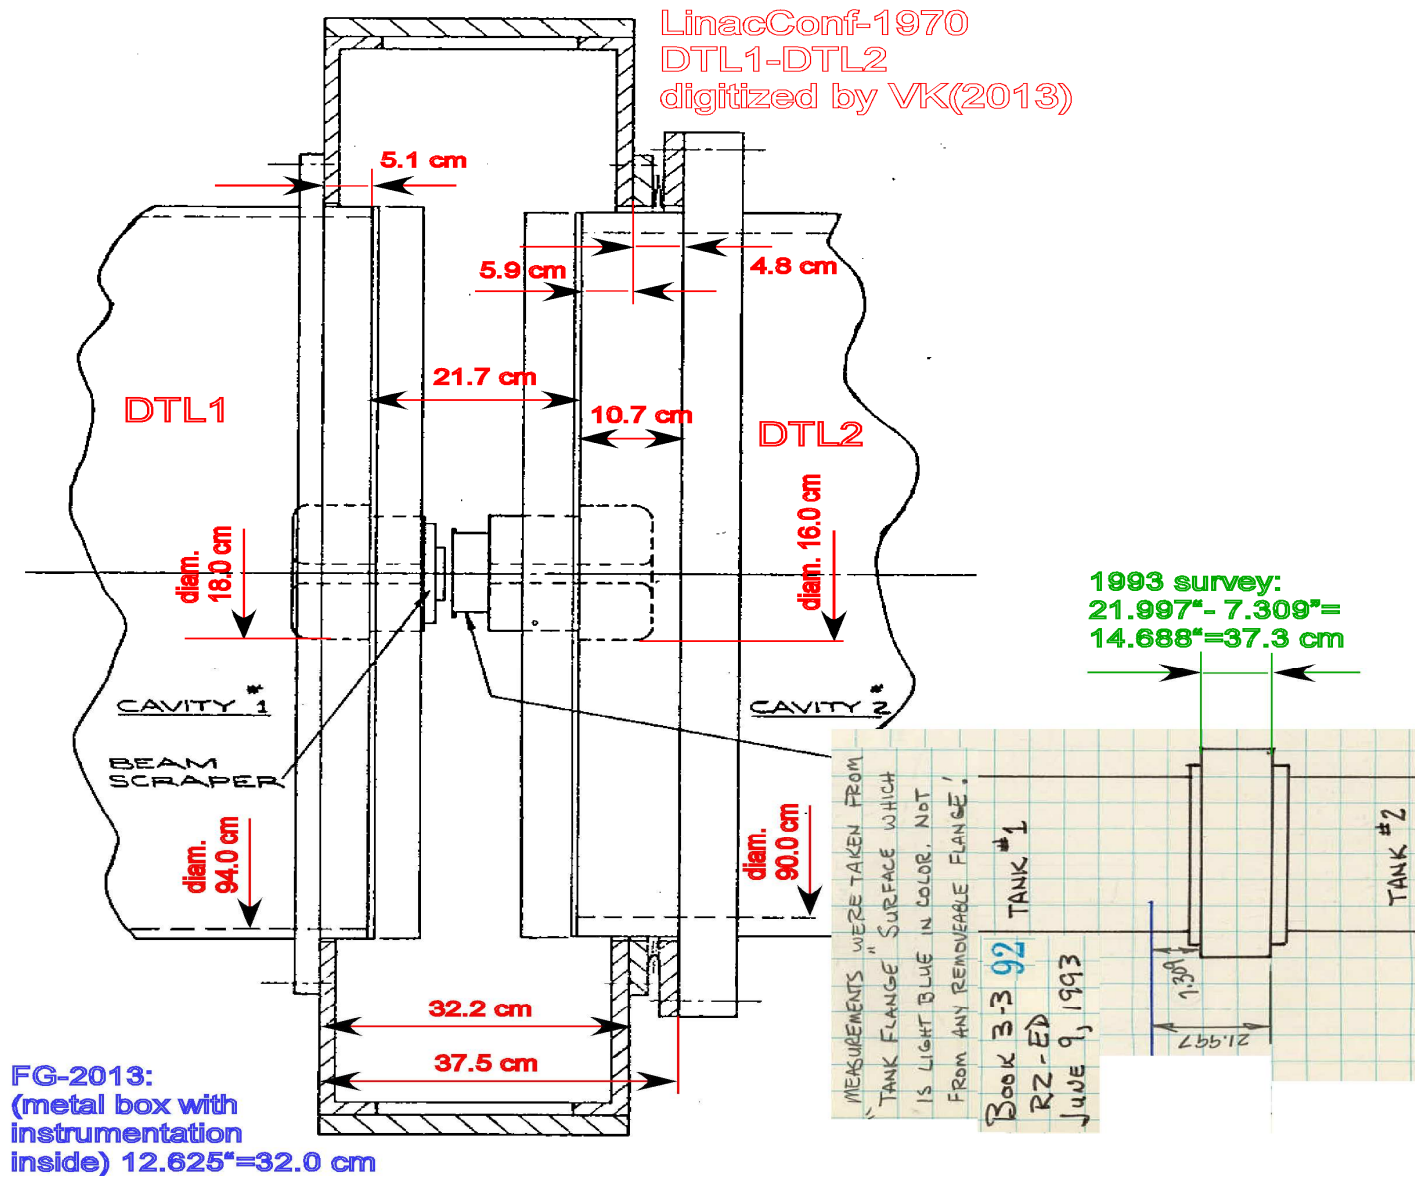 LinacConf-1970
DTL1-DTL2
digitized by VK(2013)
5.1 cm
5.9 cm
4.8 cm
21.7 cm
10.7 cm
DTL1
DTL2
diam.
18.0 cm
diam. 16.0 cm
1993 survey:
21.997“- 7.309”=
14.688“=37.3 cm
CAVITY #1
CAVITY #2
BEAM
SCRAPER
diam.
94.0 cm
diam.
90.0 cm
MEASUREMENTS WERE TAKEN FROM
"TANK FLANGE" SURFACE WHICH
IS LIGHT BLUE IN COLOR, NOT
FROM ANY REMOVEABLE FLANGE!
TANK #1
TANK #2
BOOK 3-3 92
RZ-ED
JUNE 9, 1993
7.309
21.997
32.2 cm
37.5 cm
FG-2013:
(metal box with
instrumentation
inside) 12.625“=32.0 cm